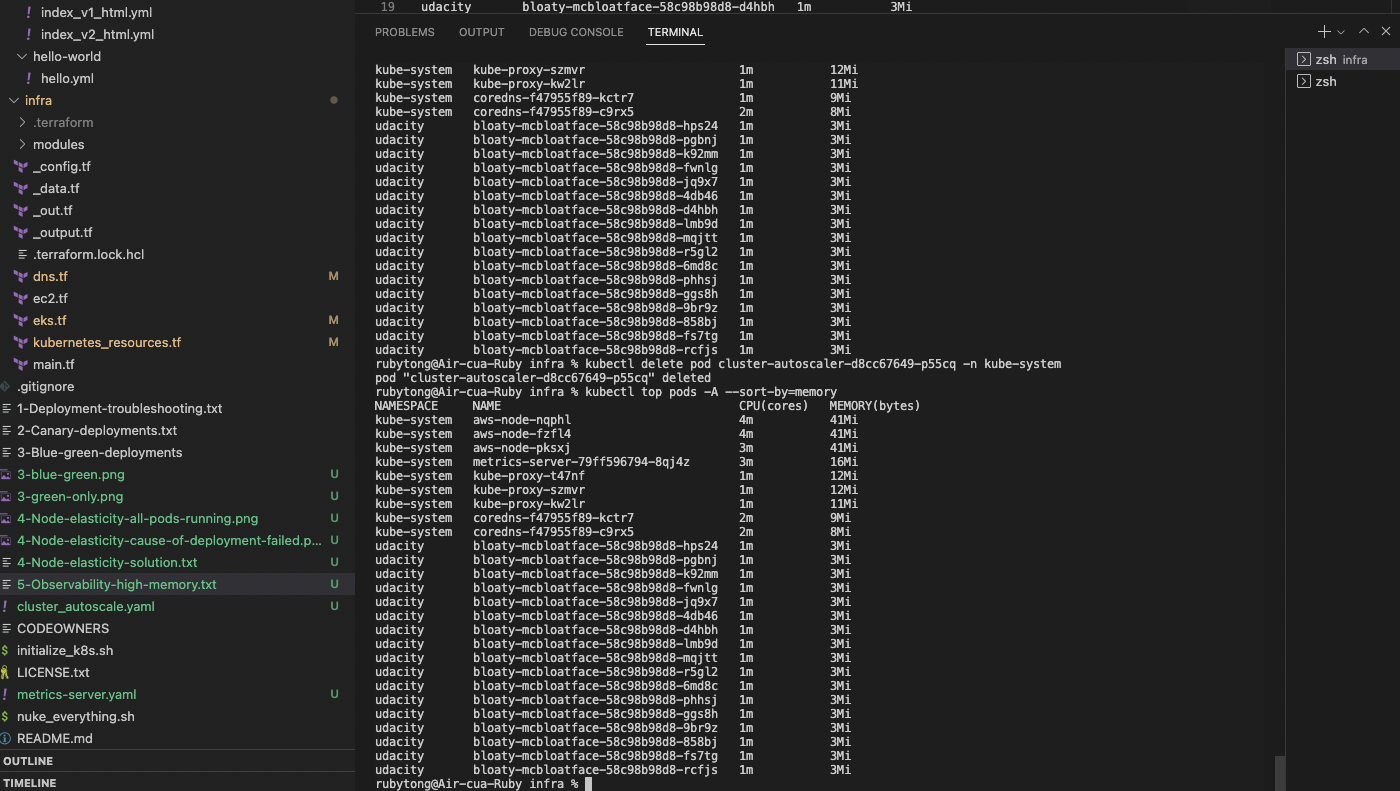 index_v1_html.yml
index_v2_html.yml
hello-world
hello.yml
infra
.terraform
modules
_config.tf
_data.tf
_out.tf
_output.tf
.terraform.lock.hcl
dns.tf M
ec2.tf
eks.tf M
kubernetes_resources.tf M
main.tf
.gitignore
1-Deployment-troubleshooting.txt
2-Canary-deployments.txt
3-Blue-green-deployments
3-blue-green.png U
3-green-only.png U
4-Node-elasticity-all-pods-running.png U
4-Node-elasticity-cause-of-deployment-failed.p... U
4-Node-elasticity-solution.txt U
5-Observability-high-memory.txt U
cluster_autoscale.yaml U
CODEOWNERS
initialize_k8s.sh
LICENSE.txt
metrics-server.yaml U
nuke_everything.sh
README.md
OUTLINE
TIMELINE
19 udacity bloaty-mcbloatface-58c98b98d8-d4hbh 1m 3Mi
PROBLEMS OUTPUT DEBUG CONSOLE TERMINAL
kube-system kube-proxy-szmvr 1m 12Mi
kube-system kube-proxy-kw2lr 1m 11Mi
kube-system coredns-f47955f89-kctr7 1m 9Mi
kube-system coredns-f47955f89-c9rx5 2m 8Mi
udacity bloaty-mcbloatface-58c98b98d8-hps24 1m 3Mi
udacity bloaty-mcbloatface-58c98b98d8-pgbnj 1m 3Mi
udacity bloaty-mcbloatface-58c98b98d8-k92mm 1m 3Mi
udacity bloaty-mcbloatface-58c98b98d8-fwnlg 1m 3Mi
udacity bloaty-mcbloatface-58c98b98d8-jq9x7 1m 3Mi
udacity bloaty-mcbloatface-58c98b98d8-4db46 1m 3Mi
udacity bloaty-mcbloatface-58c98b98d8-d4hbh 1m 3Mi
udacity bloaty-mcbloatface-58c98b98d8-lmb9d 1m 3Mi
udacity bloaty-mcbloatface-58c98b98d8-mqjtt 1m 3Mi
udacity bloaty-mcbloatface-58c98b98d8-r5gl2 1m 3Mi
udacity bloaty-mcbloatface-58c98b98d8-6md8c 1m 3Mi
udacity bloaty-mcbloatface-58c98b98d8-phhsj 1m 3Mi
udacity bloaty-mcbloatface-58c98b98d8-ggs8h 1m 3Mi
udacity bloaty-mcbloatface-58c98b98d8-9br9z 1m 3Mi
udacity bloaty-mcbloatface-58c98b98d8-858bj 1m 3Mi
udacity bloaty-mcbloatface-58c98b98d8-fs7tg 1m 3Mi
udacity bloaty-mcbloatface-58c98b98d8-rcfjs 1m 3Mi
rubytong@Air-cua-Ruby infra % kubectl delete pod cluster-autoscaler-d8cc67649-p55cq -n kube-system
pod "cluster-autoscaler-d8cc67649-p55cq" deleted
rubytong@Air-cua-Ruby infra % kubectl top pods -A --sort-by=memory
NAMESPACE NAME CPU(cores) MEMORY(bytes)
kube-system aws-node-nqphl 4m 41Mi
kube-system aws-node-fzfl4 4m 41Mi
kube-system aws-node-pksxj 3m 41Mi
kube-system metrics-server-79ff596794-8qj4z 3m 16Mi
kube-system kube-proxy-t47nf 1m 12Mi
kube-system kube-proxy-szmvr 1m 12Mi
kube-system kube-proxy-kw2lr 1m 11Mi
kube-system coredns-f47955f89-kctr7 2m 9Mi
kube-system coredns-f47955f89-c9rx5 2m 8Mi
udacity bloaty-mcbloatface-58c98b98d8-hps24 1m 3Mi
udacity bloaty-mcbloatface-58c98b98d8-pgbnj 1m 3Mi
udacity bloaty-mcbloatface-58c98b98d8-k92mm 1m 3Mi
udacity bloaty-mcbloatface-58c98b98d8-fwnlg 1m 3Mi
udacity bloaty-mcbloatface-58c98b98d8-jq9x7 1m 3Mi
udacity bloaty-mcbloatface-58c98b98d8-4db46 1m 3Mi
udacity bloaty-mcbloatface-58c98b98d8-d4hbh 1m 3Mi
udacity bloaty-mcbloatface-58c98b98d8-lmb9d 1m 3Mi
udacity bloaty-mcbloatface-58c98b98d8-mqjtt 1m 3Mi
udacity bloaty-mcbloatface-58c98b98d8-r5gl2 1m 3Mi
udacity bloaty-mcbloatface-58c98b98d8-6md8c 1m 3Mi
udacity bloaty-mcbloatface-58c98b98d8-phhsj 1m 3Mi
udacity bloaty-mcbloatface-58c98b98d8-ggs8h 1m 3Mi
udacity bloaty-mcbloatface-58c98b98d8-9br9z 1m 3Mi
udacity bloaty-mcbloatface-58c98b98d8-858bj 1m 3Mi
udacity bloaty-mcbloatface-58c98b98d8-fs7tg 1m 3Mi
udacity bloaty-mcbloatface-58c98b98d8-rcfjs 1m 3Mi
rubytong@Air-cua-Ruby infra %
zsh infra
zsh